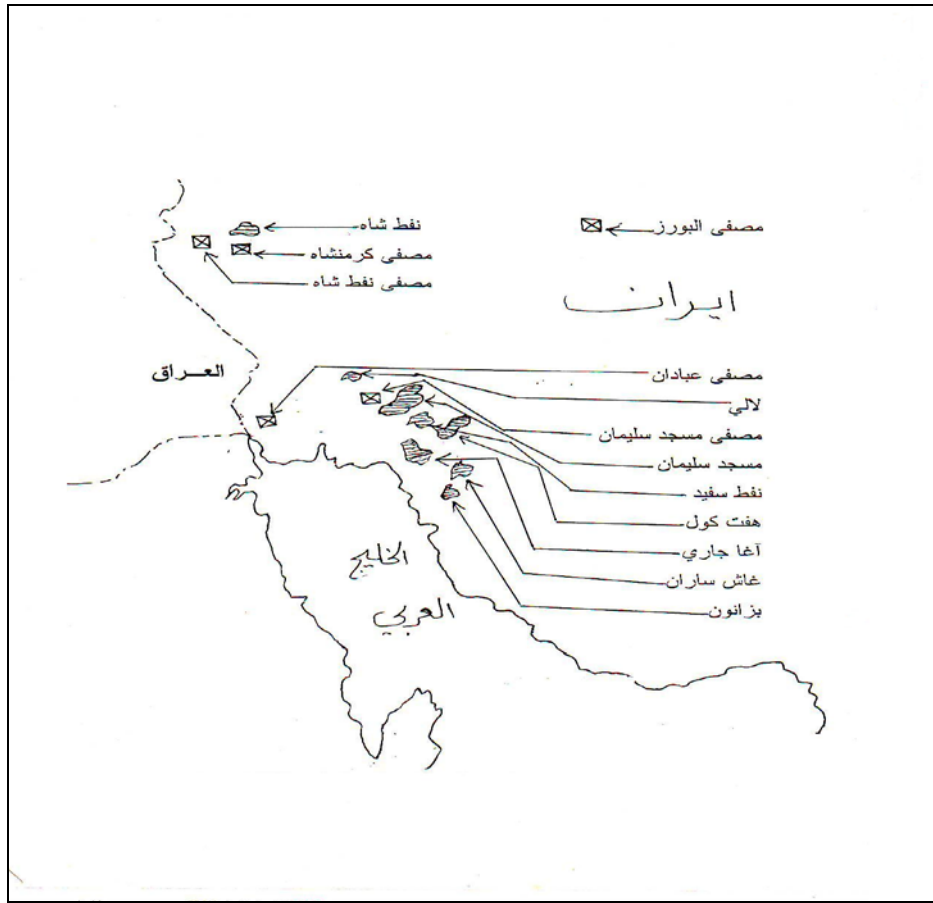 نفط شاه
مصفى البورز
مصفى كرمنشاه
مصفى نفط شاه
ايران
العراق
مصفى عبادان
لالي
مصفى مسجد سليمان
مسجد سليمان
نفط سفيد
هفت كول
آغا جاري
غاش ساران
بزانون
الخليج
العربي